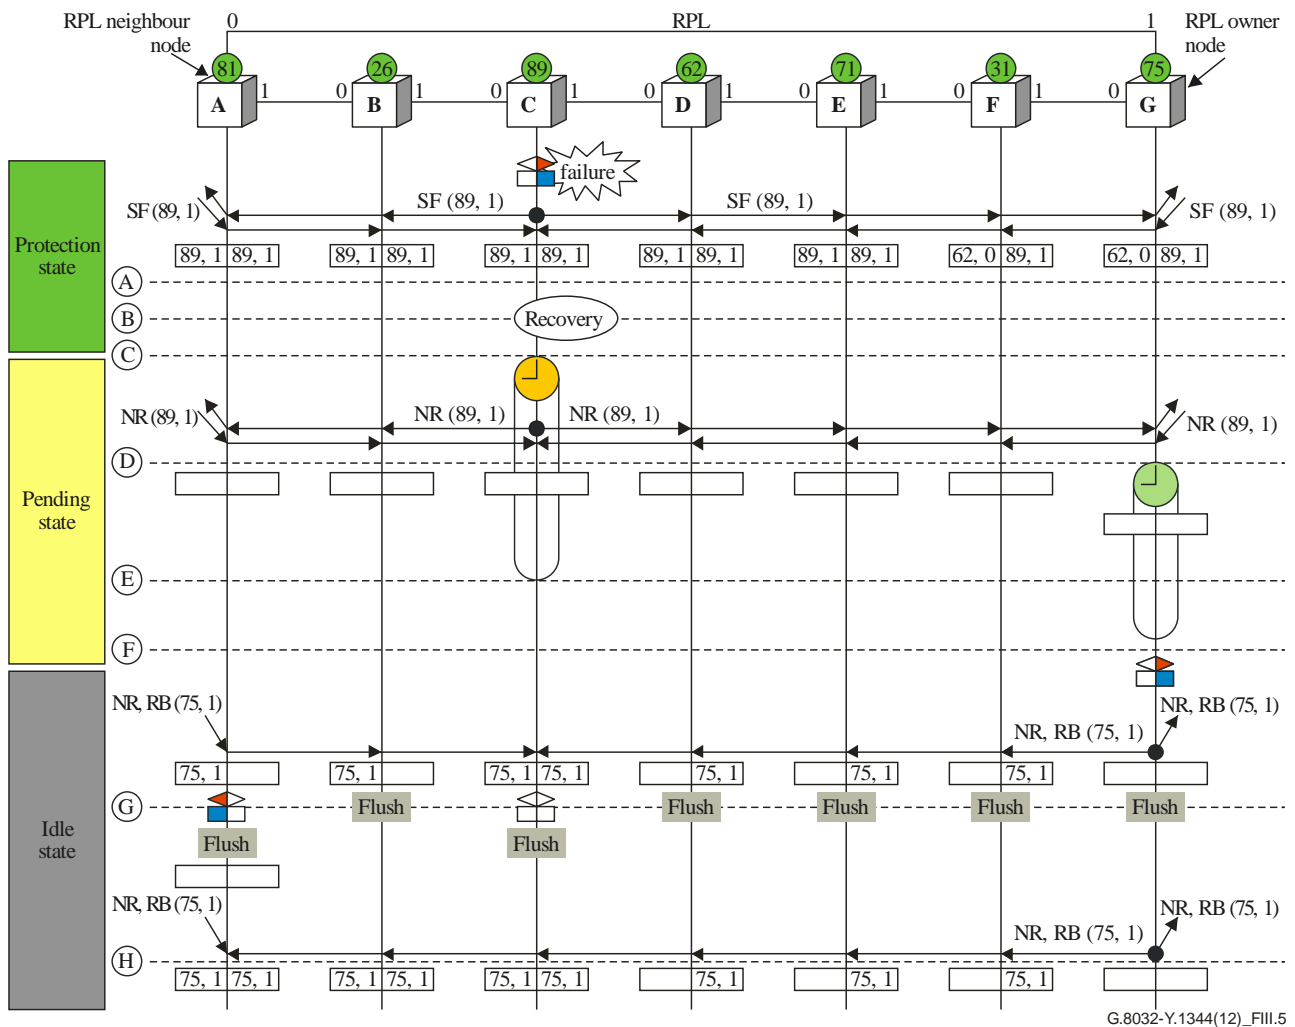 RPL neighbour
node
0
RPL
1
RPL owner
node
81
26
89
62
71
31
75
A
1
0
B
1
0
C
1
0
D
1
0
E
1
0
F
1
0
G
failure
SF (89, 1)
SF (89, 1)
SF (89, 1)
SF (89, 1)
Protection
state
89, 1 89, 1
89, 1 89, 1
89, 1 89, 1
89, 1 89, 1
89, 1 89, 1
62, 0 89, 1
62, 0 89, 1
A
B
Recovery
C
NR (89, 1)
NR (89, 1)
NR (89, 1)
NR (89, 1)
D
Pending
state
E
F
NR, RB (75, 1)
NR, RB (75, 1)
NR, RB (75, 1)
75, 1
75, 1
75, 1 75, 1
75, 1
75, 1
75, 1
G
Flush
Flush
Flush
Flush
Flush
Idle
state
Flush
Flush
NR, RB (75, 1)
NR, RB (75, 1)
NR, RB (75, 1)
H
75, 1 75, 1
75, 1 75, 1
75, 1 75, 1
75, 1
75, 1
75, 1
G.8032-Y.1344(12)_FIII.5